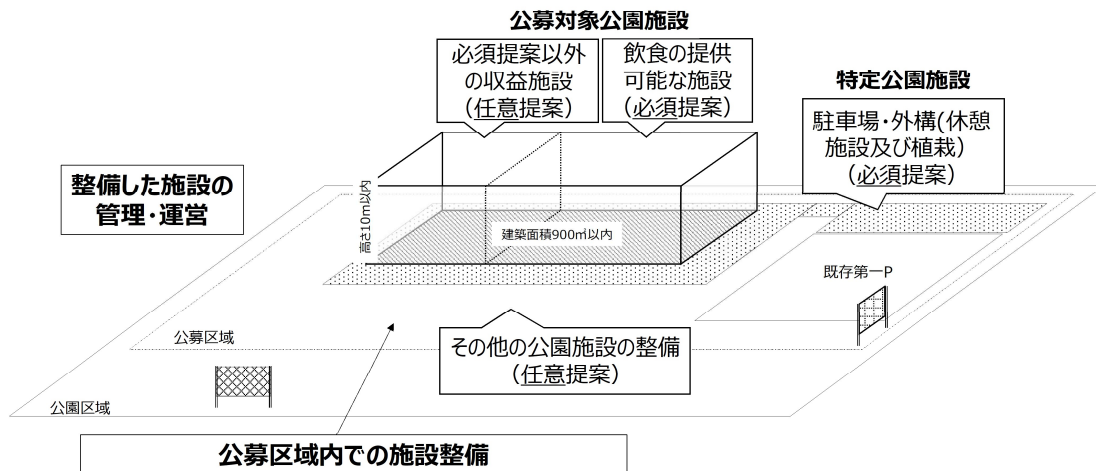 公募対象公園施設
必須提案以外
の収益施設
（任意提案）
飲食の提供
可能な施設
（必須提案）
特定公園施設
駐車場・外構(休憩
施設及び植栽）
（必須提案）
整備した施設の
管理・運営
高さ10m以内
建築面積900㎡以内
既存第一P
公募区域
その他の公園施設の整備
（任意提案）
公園区域
公募区域内での施設整備